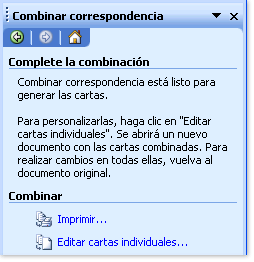 Combinar correspondencia
Complete la combinación
Combinar correspondencia está listo para
generar las cartas.
Para personalizarlas, haga clic en "Editar
cartas individuales". Se abrirá un nuevo
documento con las cartas combinadas. Para
realizar cambios en todas ellas, vuelva al
documento original.
Combinar
Imprimir...
Editar cartas individuales...